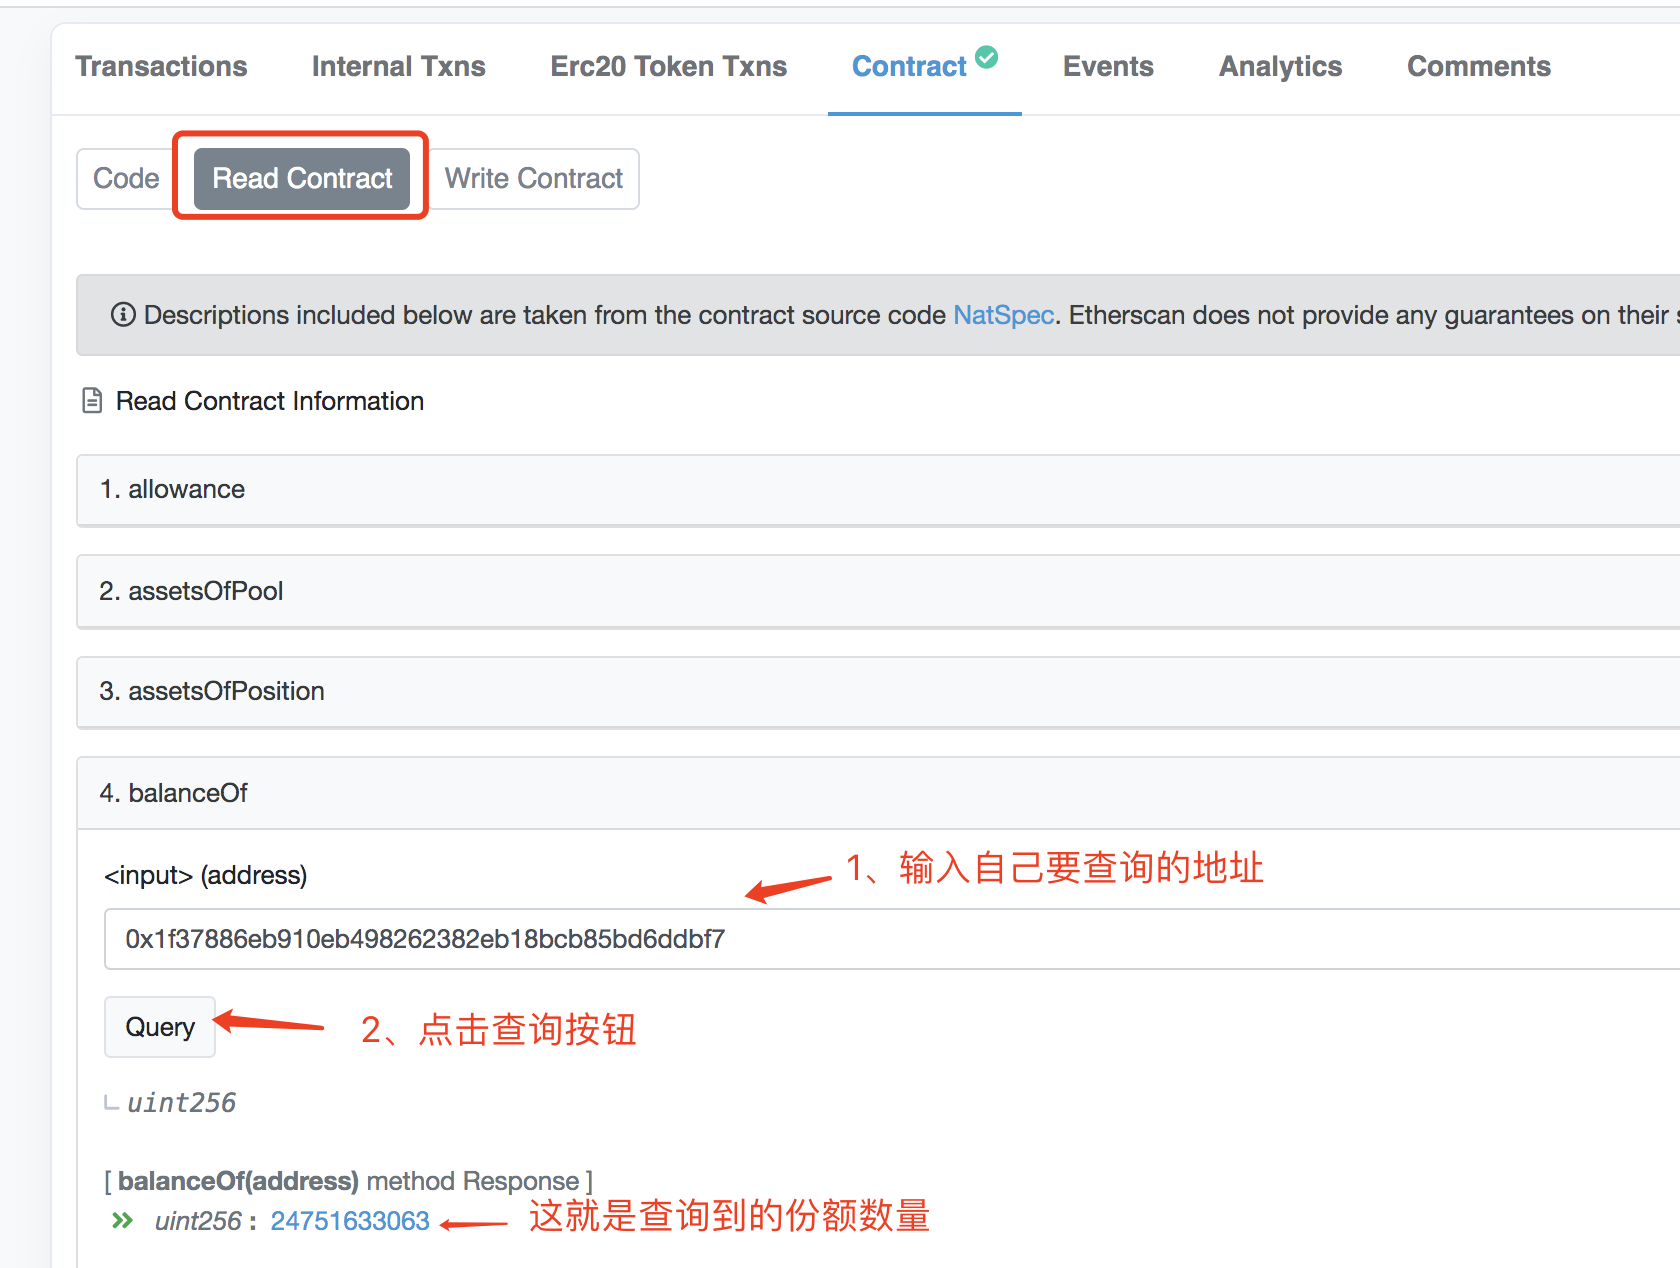 Transactions Internal Txns Erc20 Token Txns Contract Events Analytics Comments
Code Read Contract Write Contract
Descriptions included below are taken from the contract source code NatSpec. Etherscan does not provide any guarantees on their
Read Contract Information
1. allowance
2. assetsOfPool
3. assetsOfPosition
4. balanceOf
<input> (address)
1、输入自己要查询的地址
0x1f37886eb910eb498262382eb18bcb85bd6ddbf7
Query
2、点击查询按钮
uint256
[ balanceOf(address) method Response ]
uint256 : 24751633063
这就是查询到的份额数量